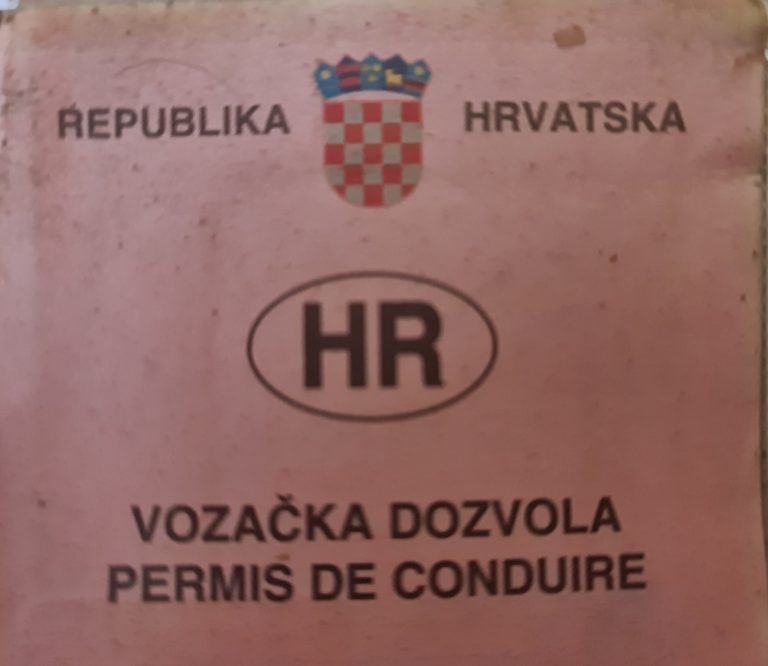 REPUBLIKA HRVATSKA
HR
VOZAČKA DOZVOLA
PERMIS DE CONDUIRE